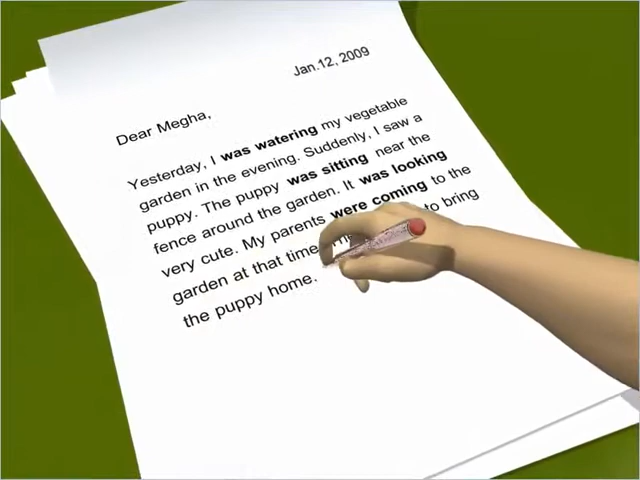 Jan.12, 2009
Dear Megha,
Yesterday, I was watering my vegetable
garden in the evening. Suddenly, I saw a
puppy. The puppy was sitting near the
fence around the garden. It was looking
very cute. My parents were coming to the
garden at that time to bring
the puppy home.